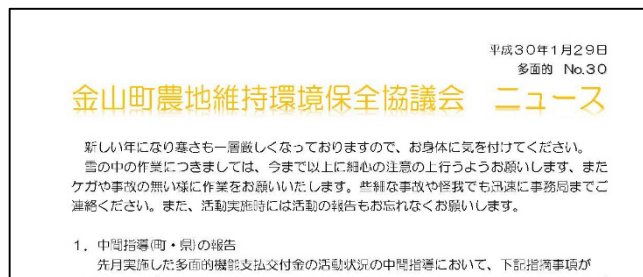 平成30年1月29日
多面的 No.30
金山町農地維持環境保全協議会 ニュース
新しい年になり寒さも一層厳しくなっておりますので、お身体に気を付けてください。
雪の中の作業につきましては、今まで以上に細心の注意の上行うようお願いします、また
ケガや事故の無い様に作業をお願いいたします。些細な事故や怪我でも迅速に事務局までご
連絡ください。また、活動実施時には活動の報告もお忘れなくお願いします。
1．中間指導(町・県)の報告
先月実施した多面的機能支払交付金の活動状況の中間指導において、下記指摘事項が